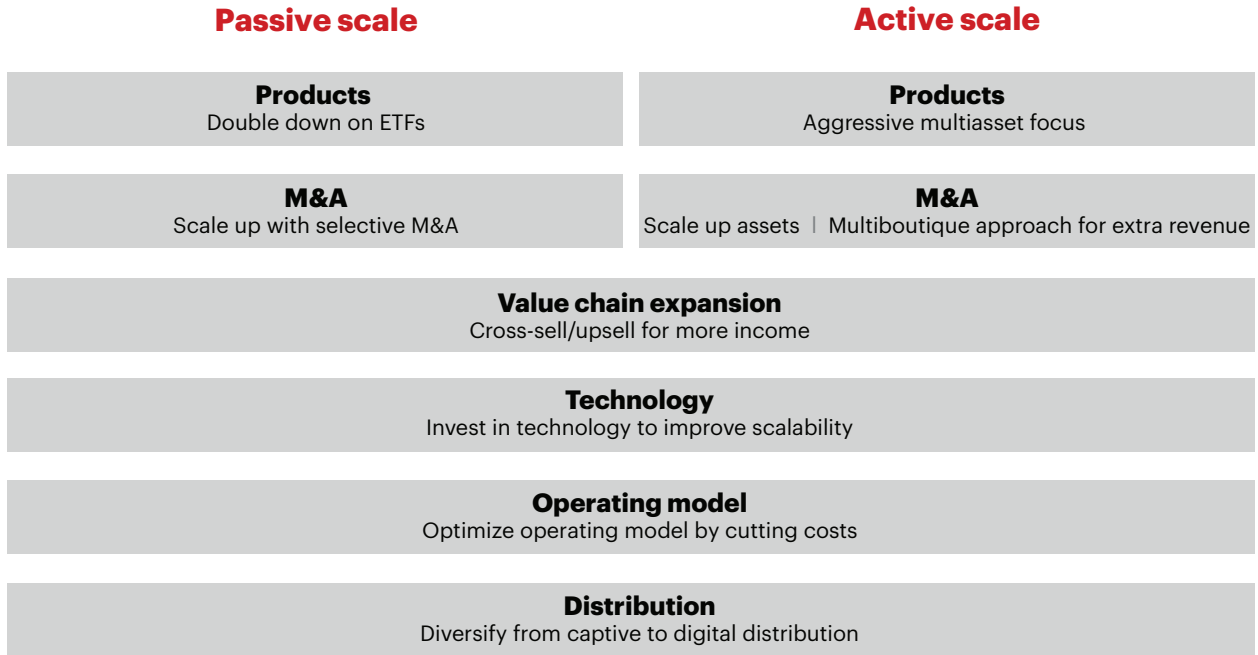 Passive scale
Active scale
Products
Double down on ETFs
Products
Aggressive multiasset focus
M&A
Scale up with selective M&A
M&A
Scale up assets | Multiboutique approach for extra revenue
Value chain expansion
Cross-sell/upsell for more income
Technology
Invest in technology to improve scalability
Operating model
Optimize operating model by cutting costs
Distribution
Diversify from captive to digital distribution